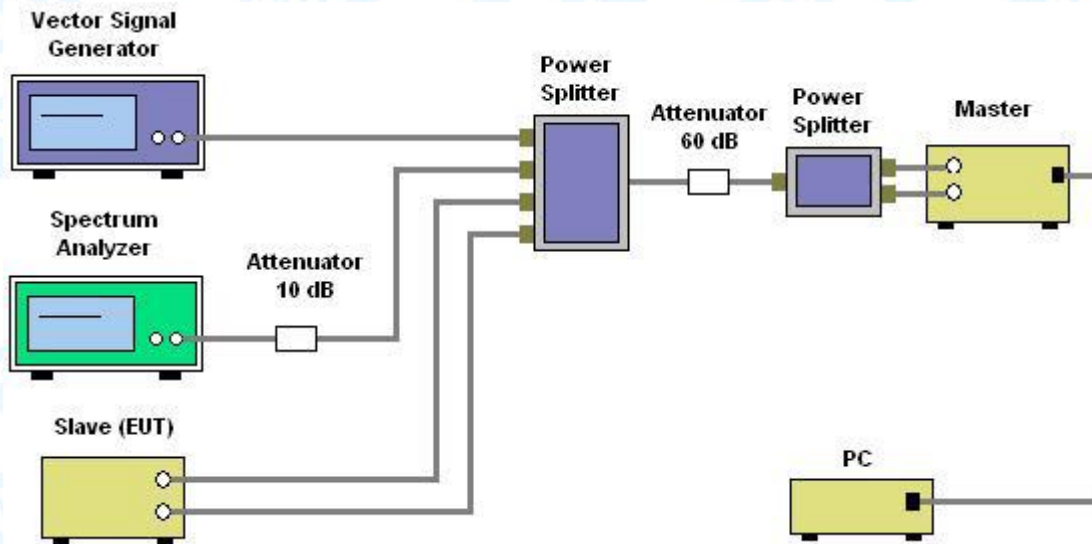 Vector Signal
Generator
Power
Splitter
Attenuator
60 dB
Power
Splitter
Master
Spectrum
Analyzer
Attenuator
10 dB
Slave (EUT)
PC